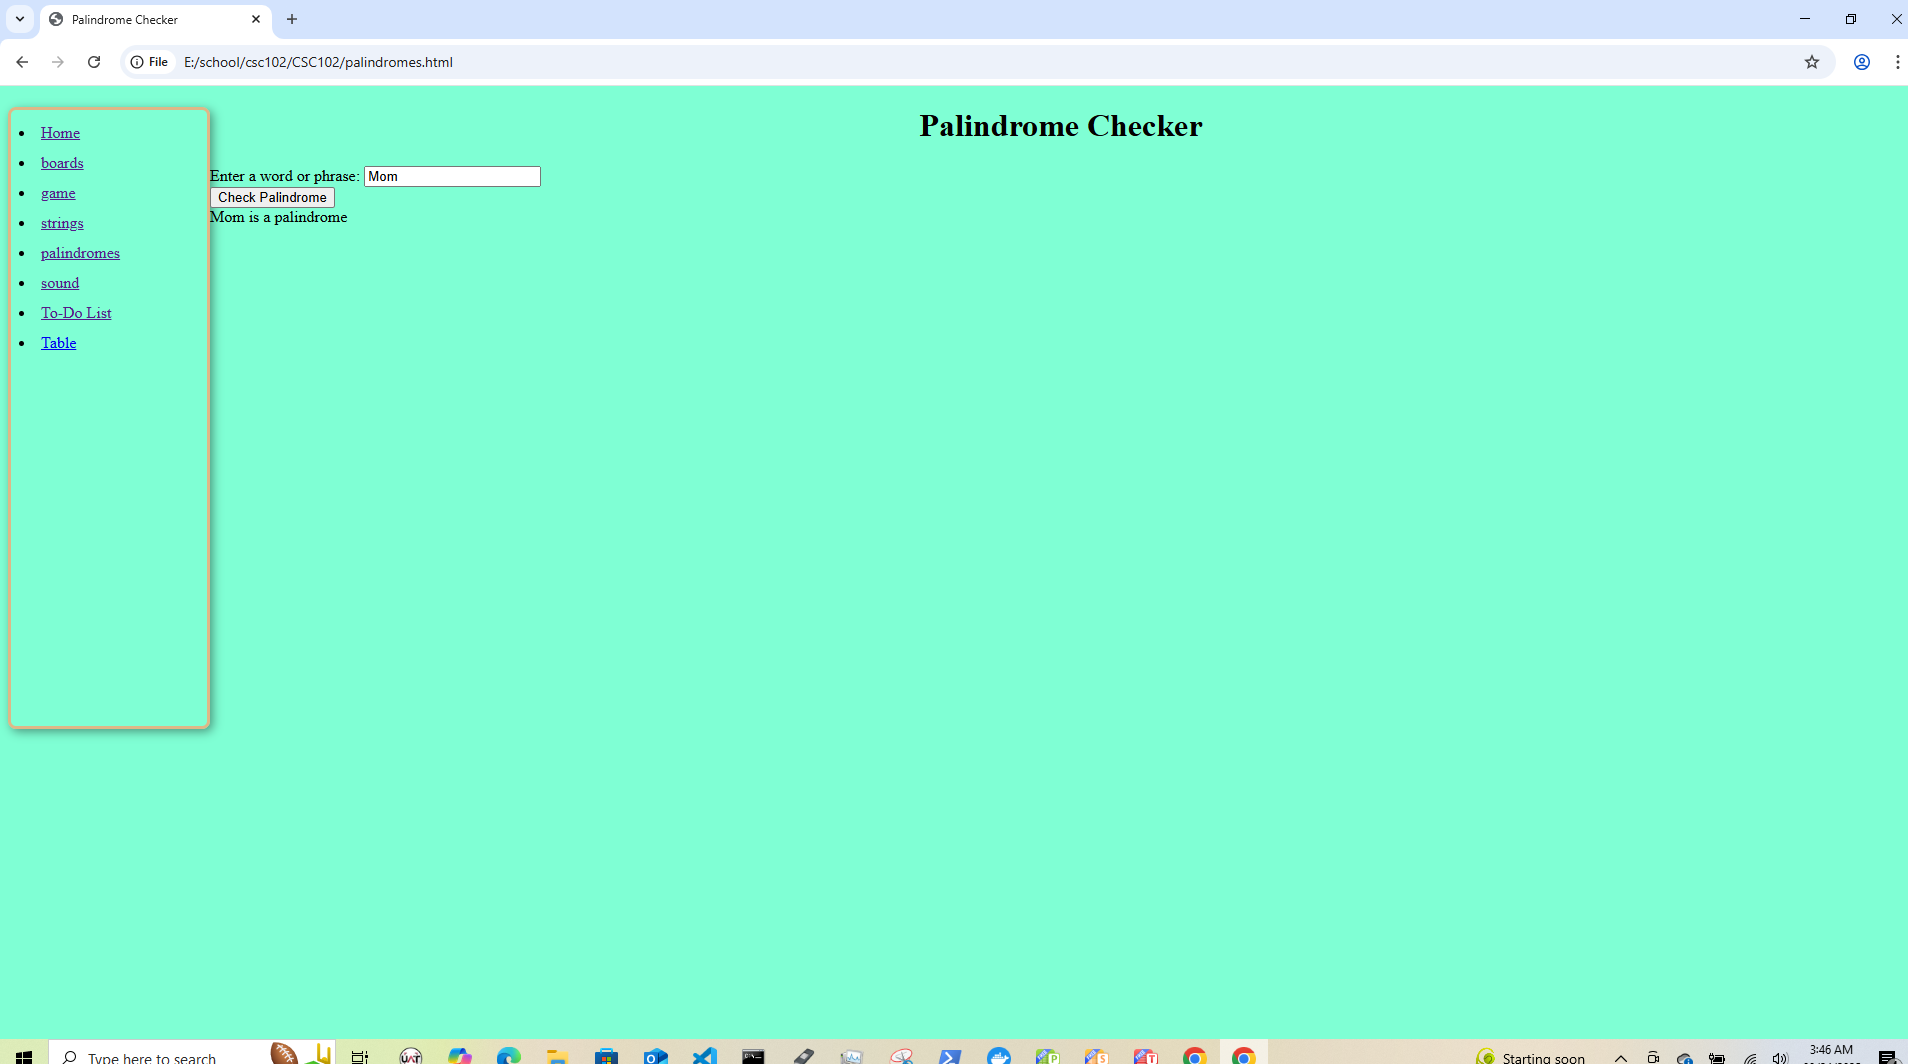 Palindrome Checker
File
E:/school/csc102/CSC102/palindromes.html
Home
boards
game
strings
palindromes
sound
To-Do List
Table
Palindrome Checker
Enter a word or phrase: Mom
Check Palindrome
Mom is a palindrome
Type here to search
UAT
Starting soon
3:46 AM